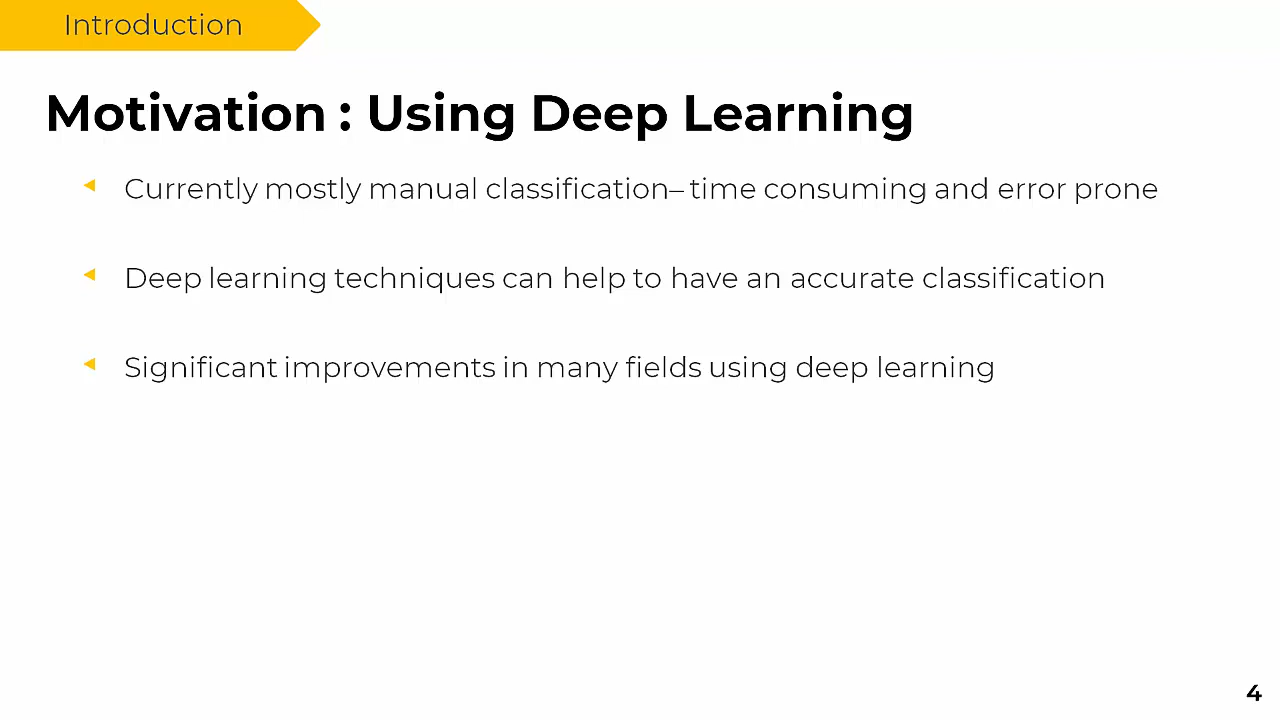 Introduction
Motivation : Using Deep Learning
Currently mostly manual classification– time consuming and error prone
Deep learning techniques can help to have an accurate classification
Significant improvements in many fields using deep learning
4